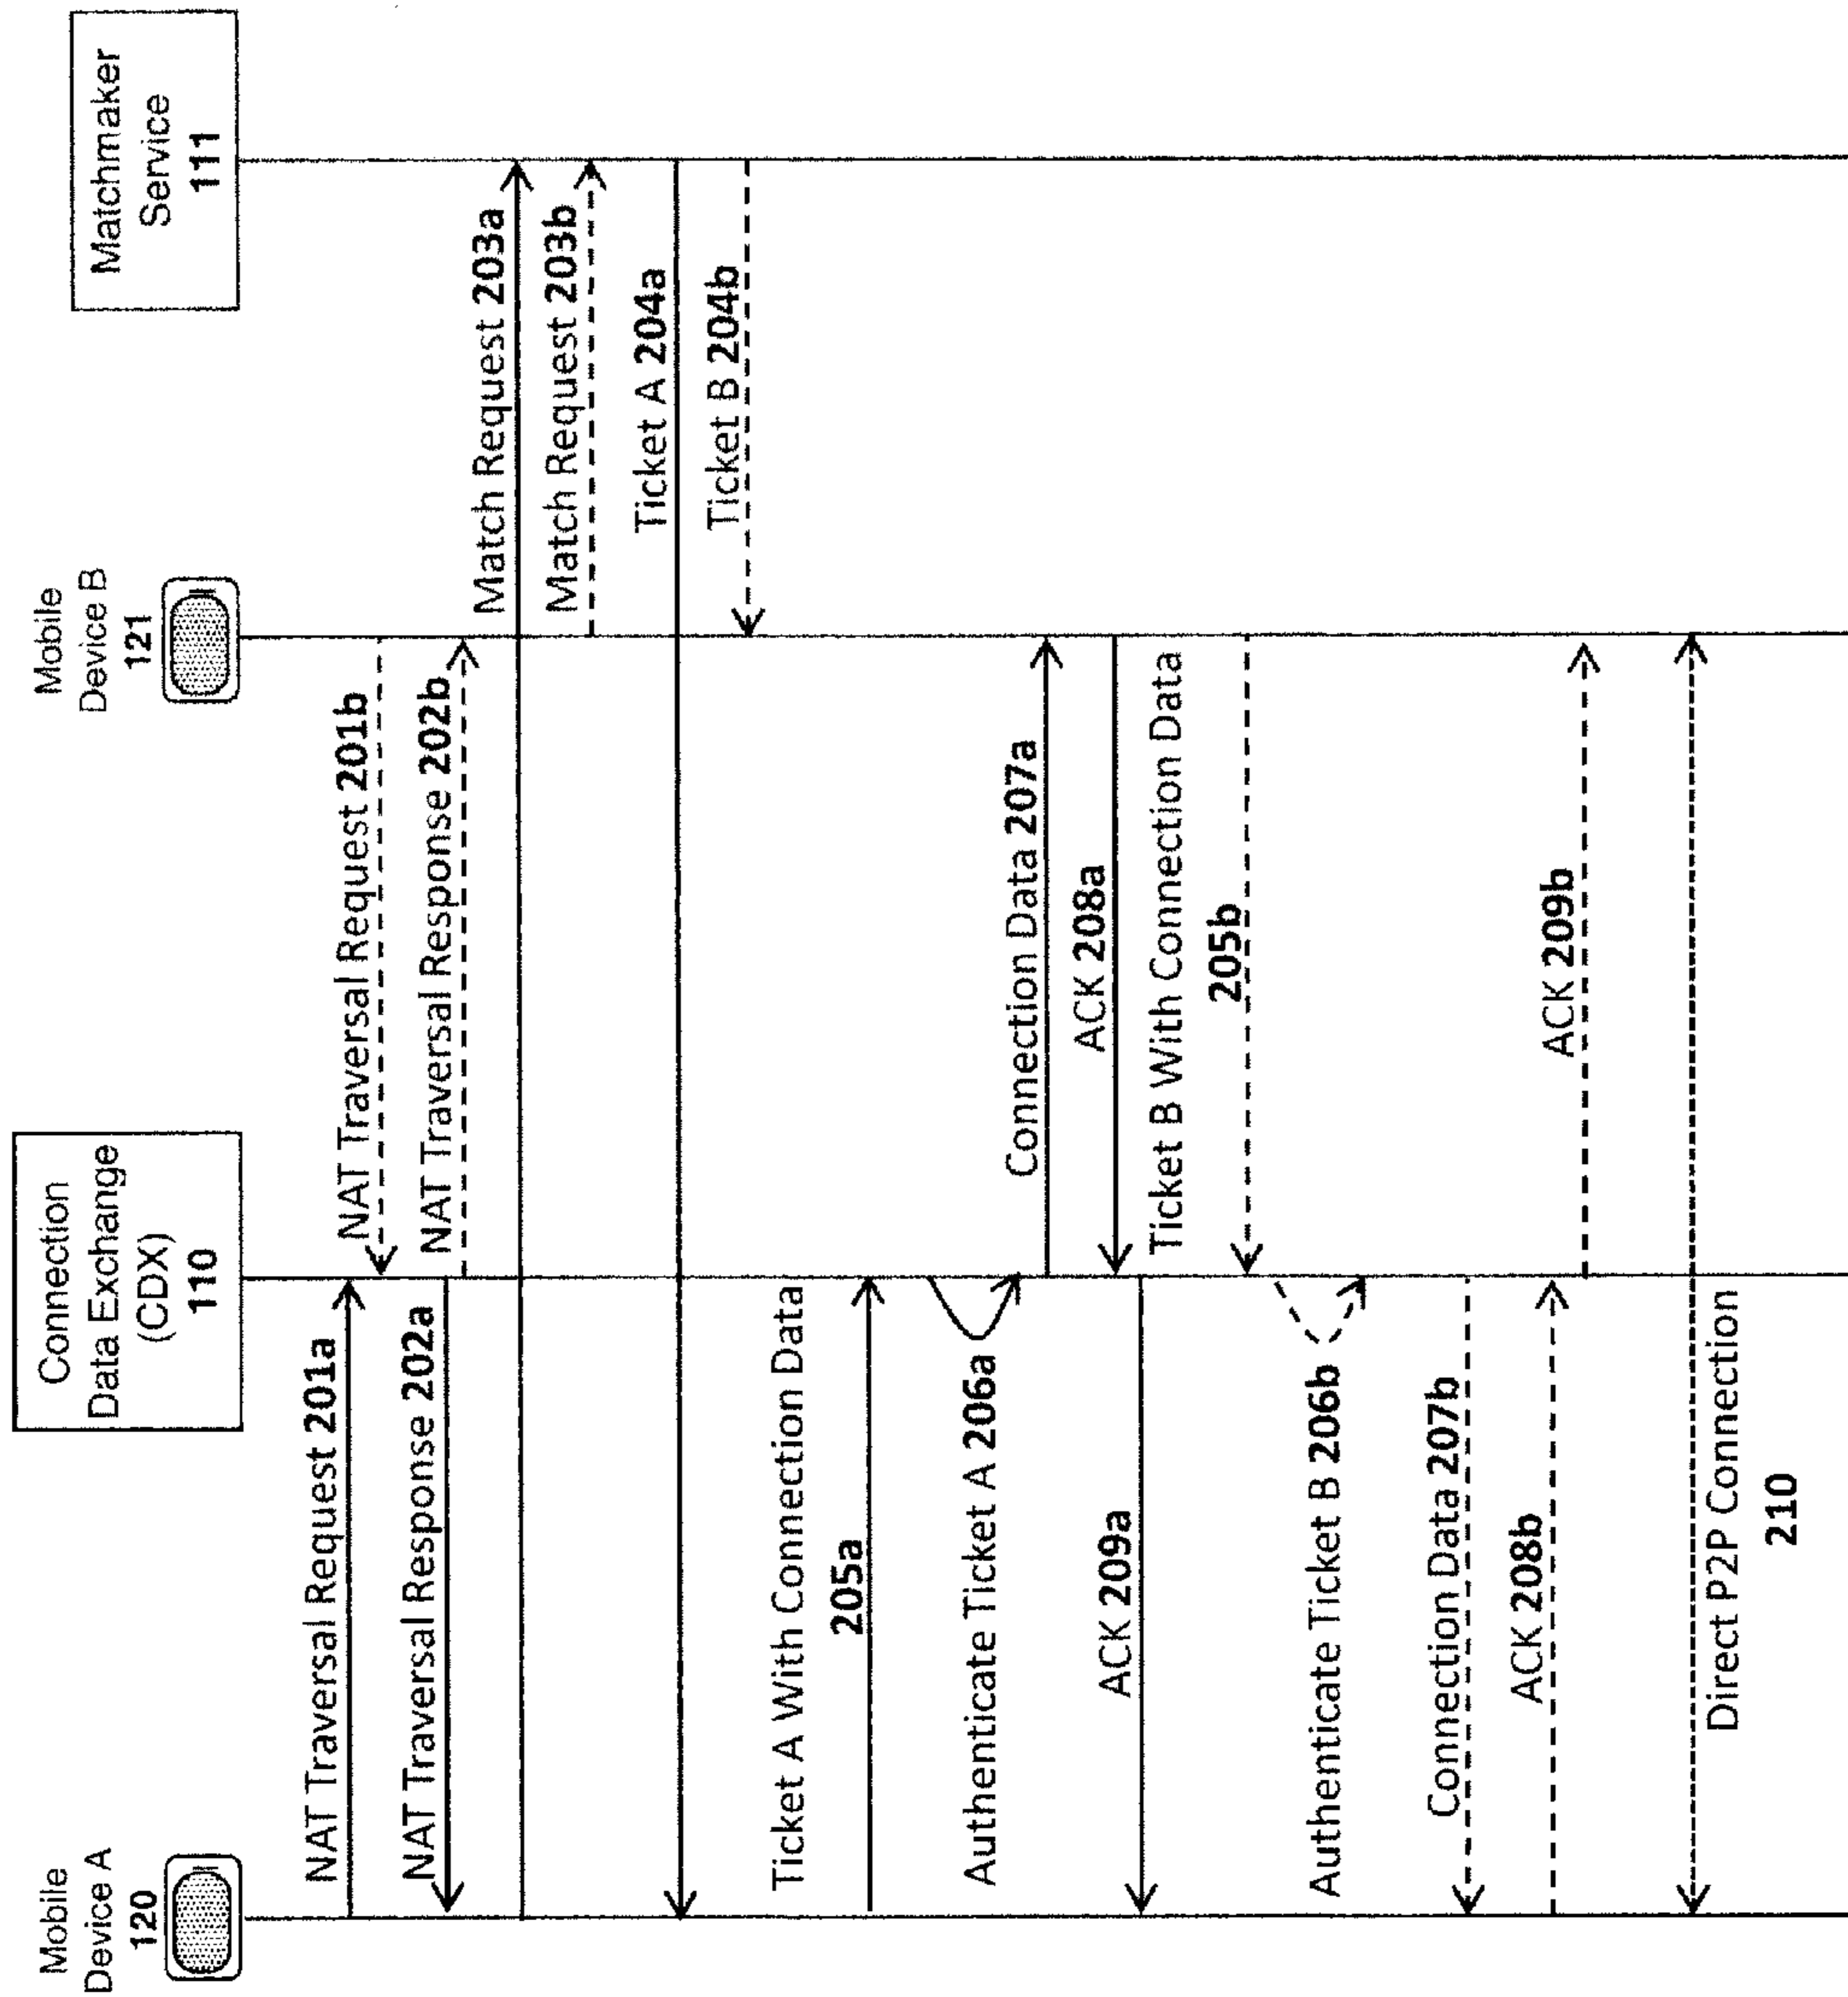 Mobile
Device A
120
Connection
Data Exchange
(CDX)
110
Mobile
Device B
121
Matchmaker
Service
111
NAT Traversal Request 201a
NAT Traversal Request 201b
NAT Traversal Response 202a
NAT Traversal Response 202b
Match Request 203a
Match Request 203b
Ticket A 204a
Ticket B 204b
Ticket A With Connection Data
205a
Authenticate Ticket A 206a
Connection Data 207a
ACK 208a
ACK 209a
Ticket B With Connection Data
205b
Authenticate Ticket B 206b
Connection Data 207b
ACK 208b
ACK 209b
Direct P2P Connection
210